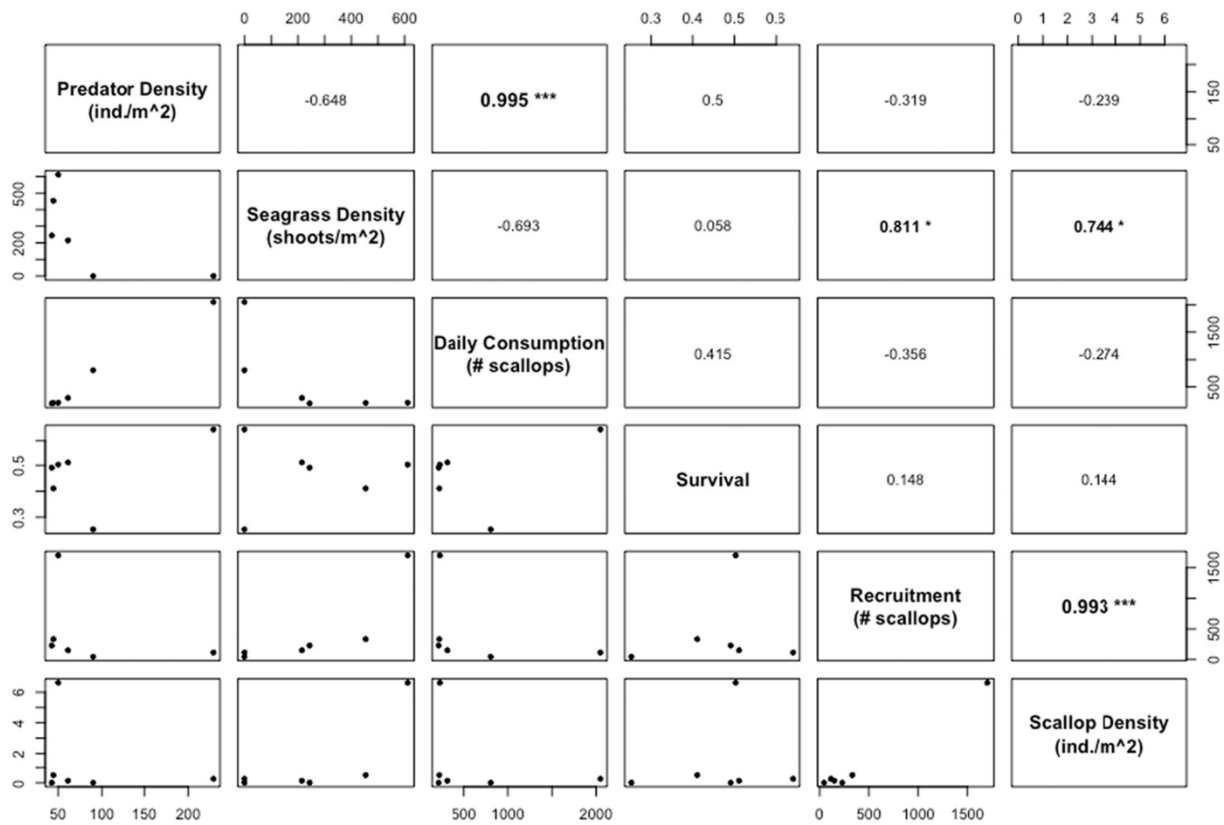 0 200 400 600
0.3 0.4 0.5 0.6
0 1 2 3 4 5 6
Predator Density
(ind./m^2)
-0.648
0.995 ***
0.5
-0.319
-0.239
50 150
0 200 500
Seagrass Density
(shoots/m^2)
-0.693
0.058
0.811 *
0.744 *
Daily Consumption
(# scallops)
0.415
-0.356
-0.274
500 1500
0.3 0.5
Survival
0.148
0.144
Recruitment
(# scallops)
0.993 ***
0 500 1500
0 2 4 6
Scallop Density
(ind./m^2)
50 100 150 200
500 1000 2000
0 500 1000 1500